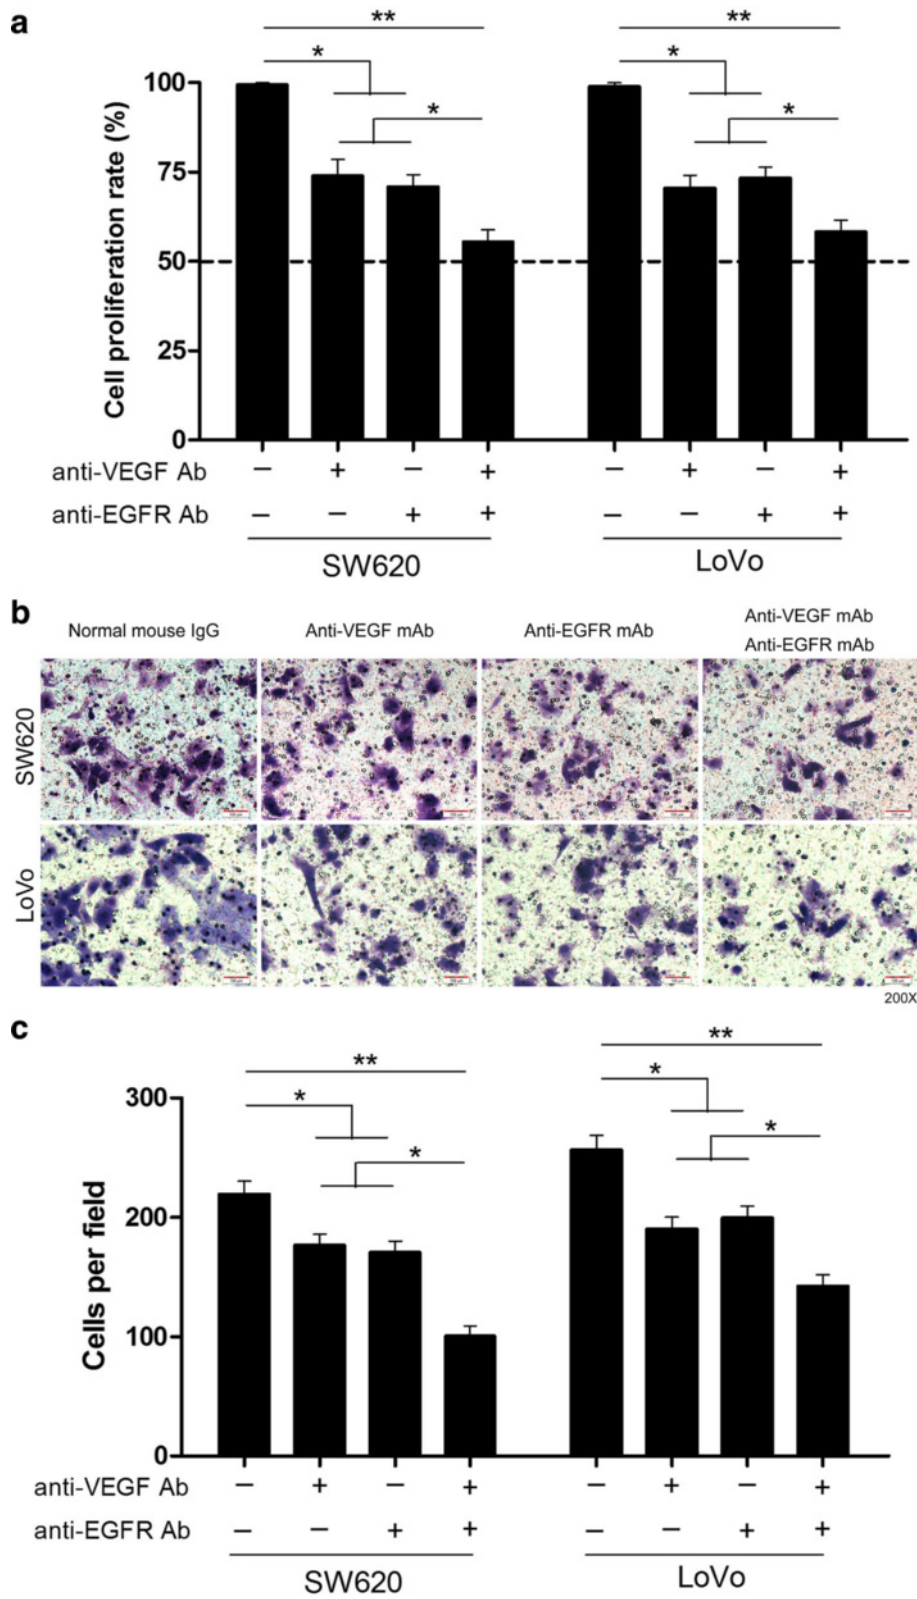 a
**
**
*
*
*
*
Cell proliferation rate (%)
100
75
50
25
0
anti-VEGF Ab − + − + − + − +
anti-EGFR Ab − − + + − − + +
SW620 LoVo
b
Normal mouse IgG Anti-VEGF mAb Anti-EGFR mAb Anti-VEGF mAb
Anti-EGFR mAb
SW620
LoVo
200X
c
**
**
*
*
*
*
Cells per field
300
200
100
0
anti-VEGF Ab − + − + − + − +
anti-EGFR Ab − − + + − − + +
SW620 LoVo